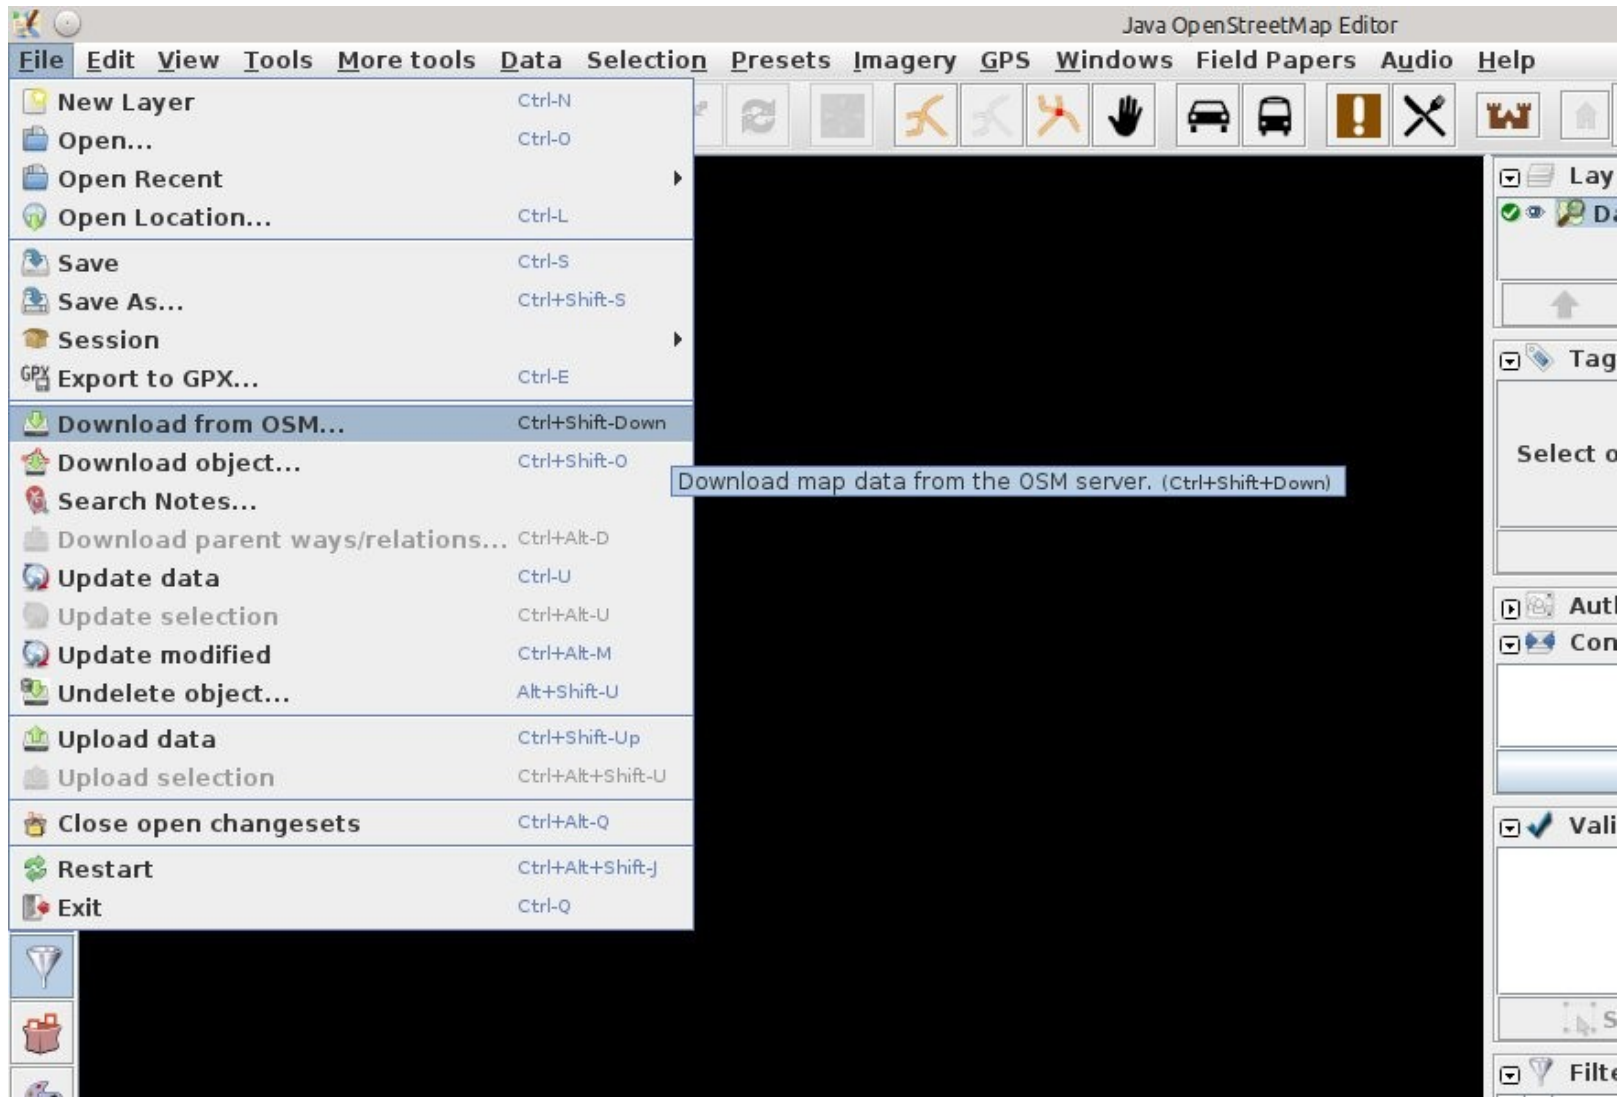 Java OpenStreetMap Editor
File Edit View Tools More tools Data Selection Presets Imagery GPS Windows Field Papers Audio Help
New Layer Ctrl-N
Open... Ctrl-O
Open Recent
Open Location... Ctrl-L
Save Ctrl-S
Save As... Ctrl+Shift-S
Session
GPX Export to GPX... Ctrl-E
Download from OSM... Ctrl+Shift-Down
Download object... Ctrl+Shift-O
Download map data from the OSM server. (Ctrl+Shift+Down)
Search Notes...
Download parent ways/relations... Ctrl+Alt-D
Update data Ctrl-U
Update selection Ctrl+Alt-U
Update modified Ctrl+Alt-M
Undelete object... Alt+Shift-U
Upload data Ctrl+Shift-Up
Upload selection Ctrl+Alt+Shift-U
Close open changesets Ctrl+Alt-Q
Restart Ctrl+Alt+Shift-J
Exit Ctrl-Q
Lay
Da
Tag
Select o
Auth
Con
Vali
S
Filte